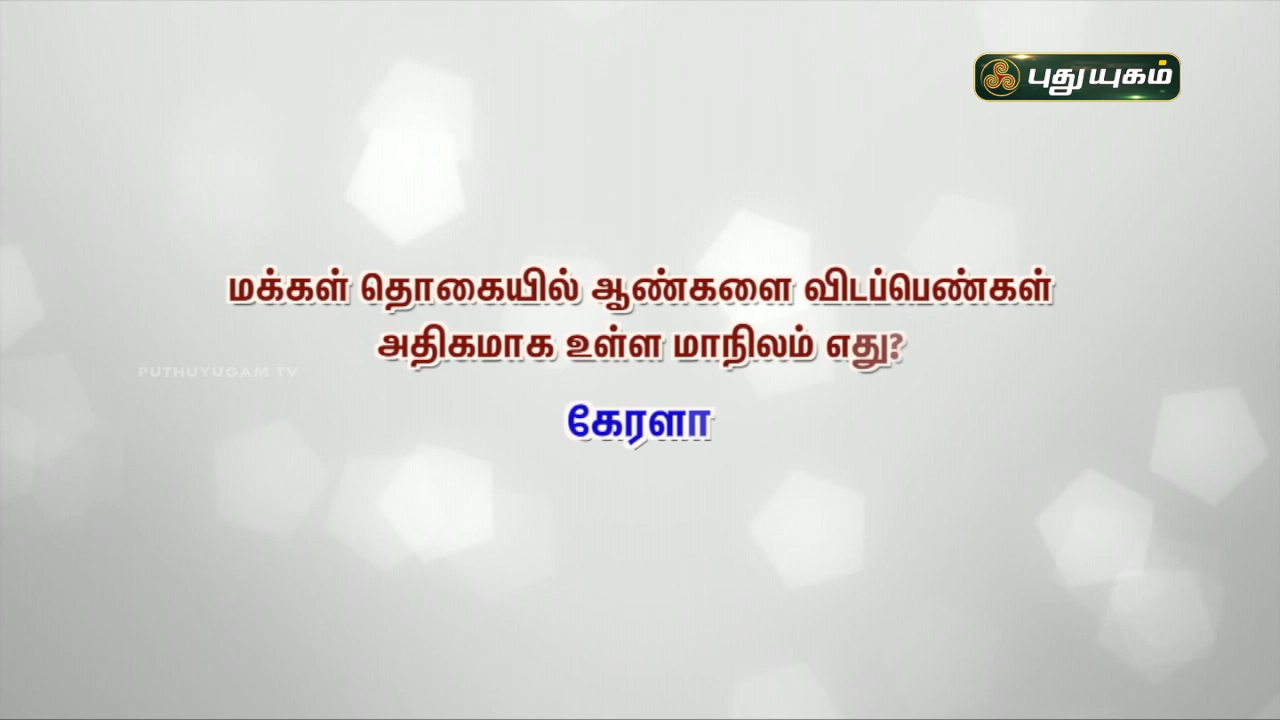 புதுயுகம்
மக்கள் தொகையில் ஆண்களை விடப்பெண்கள்
அதிகமாக உள்ள மாநிலம் எது?
PUTHUYUGAM TV
கேரளா